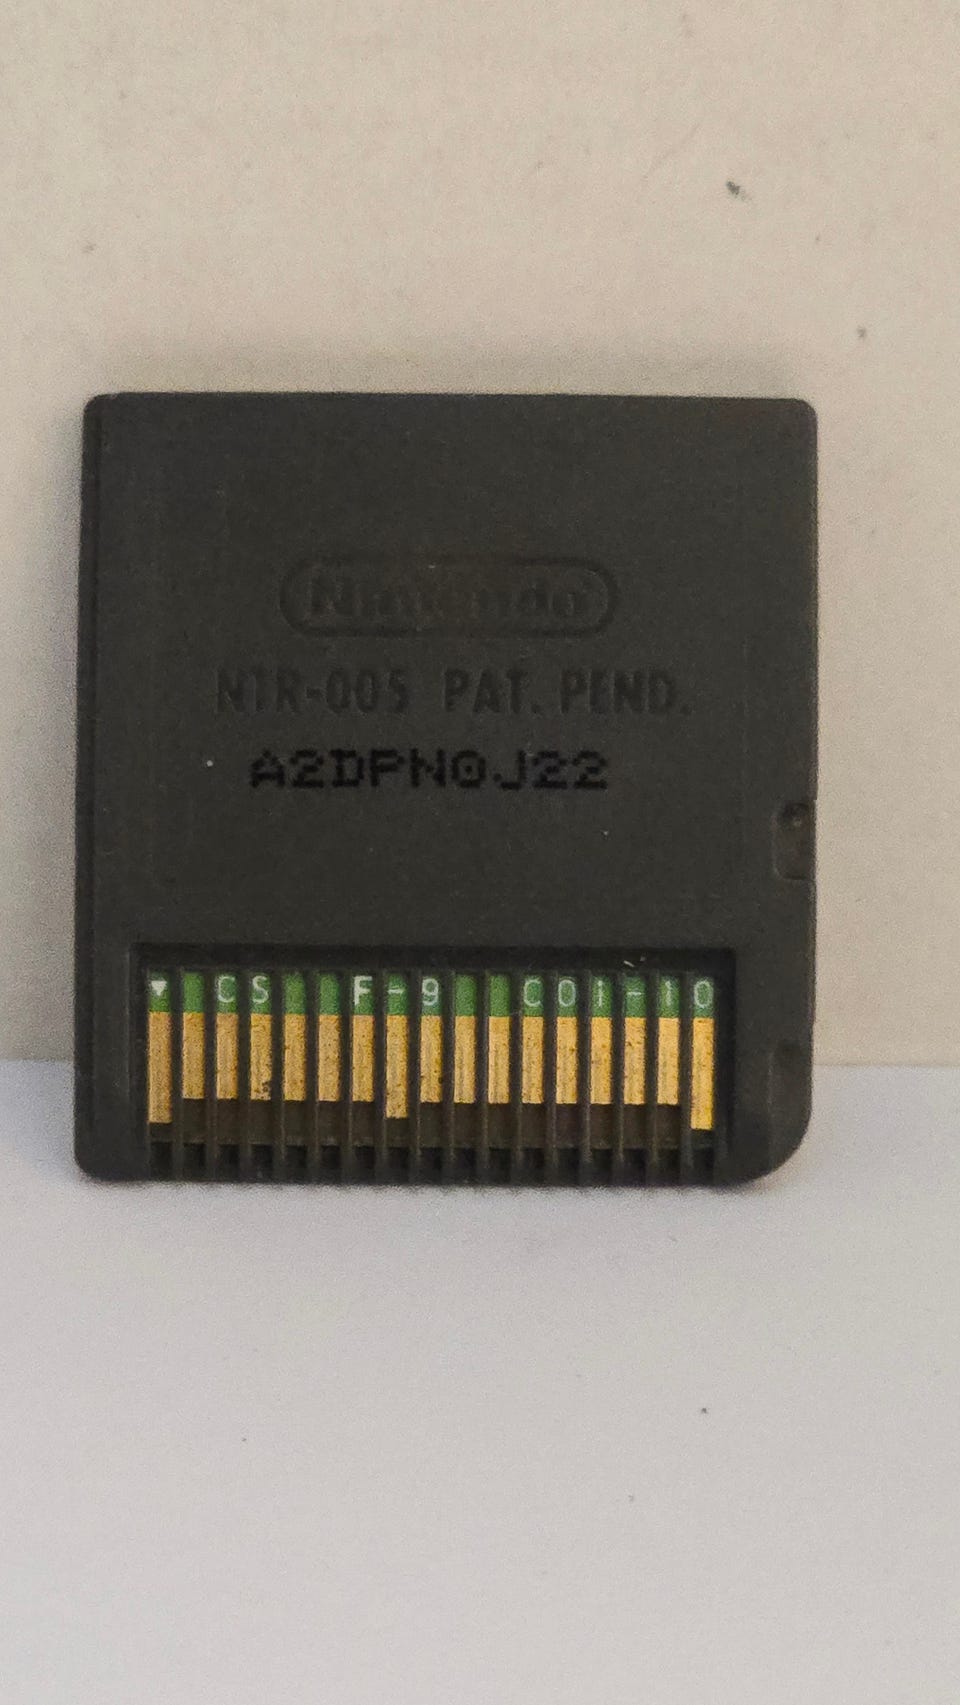 Nintendo
NTR-005 PAT. PEND.
A2DPN0J22
▼ CS F-9 C01-10